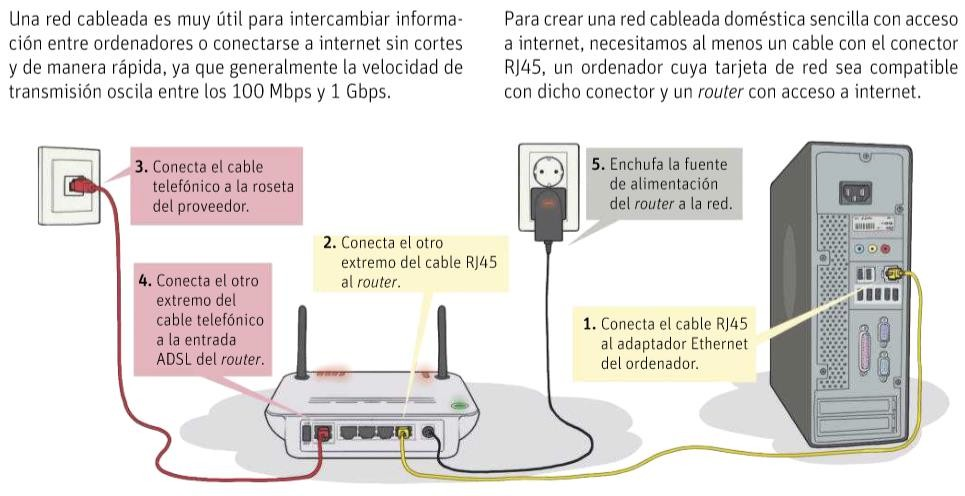 Una red cableada es muy útil para intercambiar informa-
ción entre ordenadores o conectarse a internet sin cortes
y de manera rápida, ya que generalmente la velocidad de
transmisión oscila entre los 100 Mbps y 1 Gbps.
Para crear una red cableada doméstica sencilla con acceso
a internet, necesitamos al menos un cable con el conector
RJ45, un ordenador cuya tarjeta de red sea compatible
con dicho conector y un router con acceso a internet.
3. Conecta el cable
telefónico a la roseta
del proveedor.
5. Enchufa la fuente
de alimentación
del router a la red.
2. Conecta el otro
extremo del cable RJ45
al router.
4. Conecta el otro
extremo del
cable telefónico
a la entrada
ADSL del router.
1. Conecta el cable RJ45
al adaptador Ethernet
del ordenador.